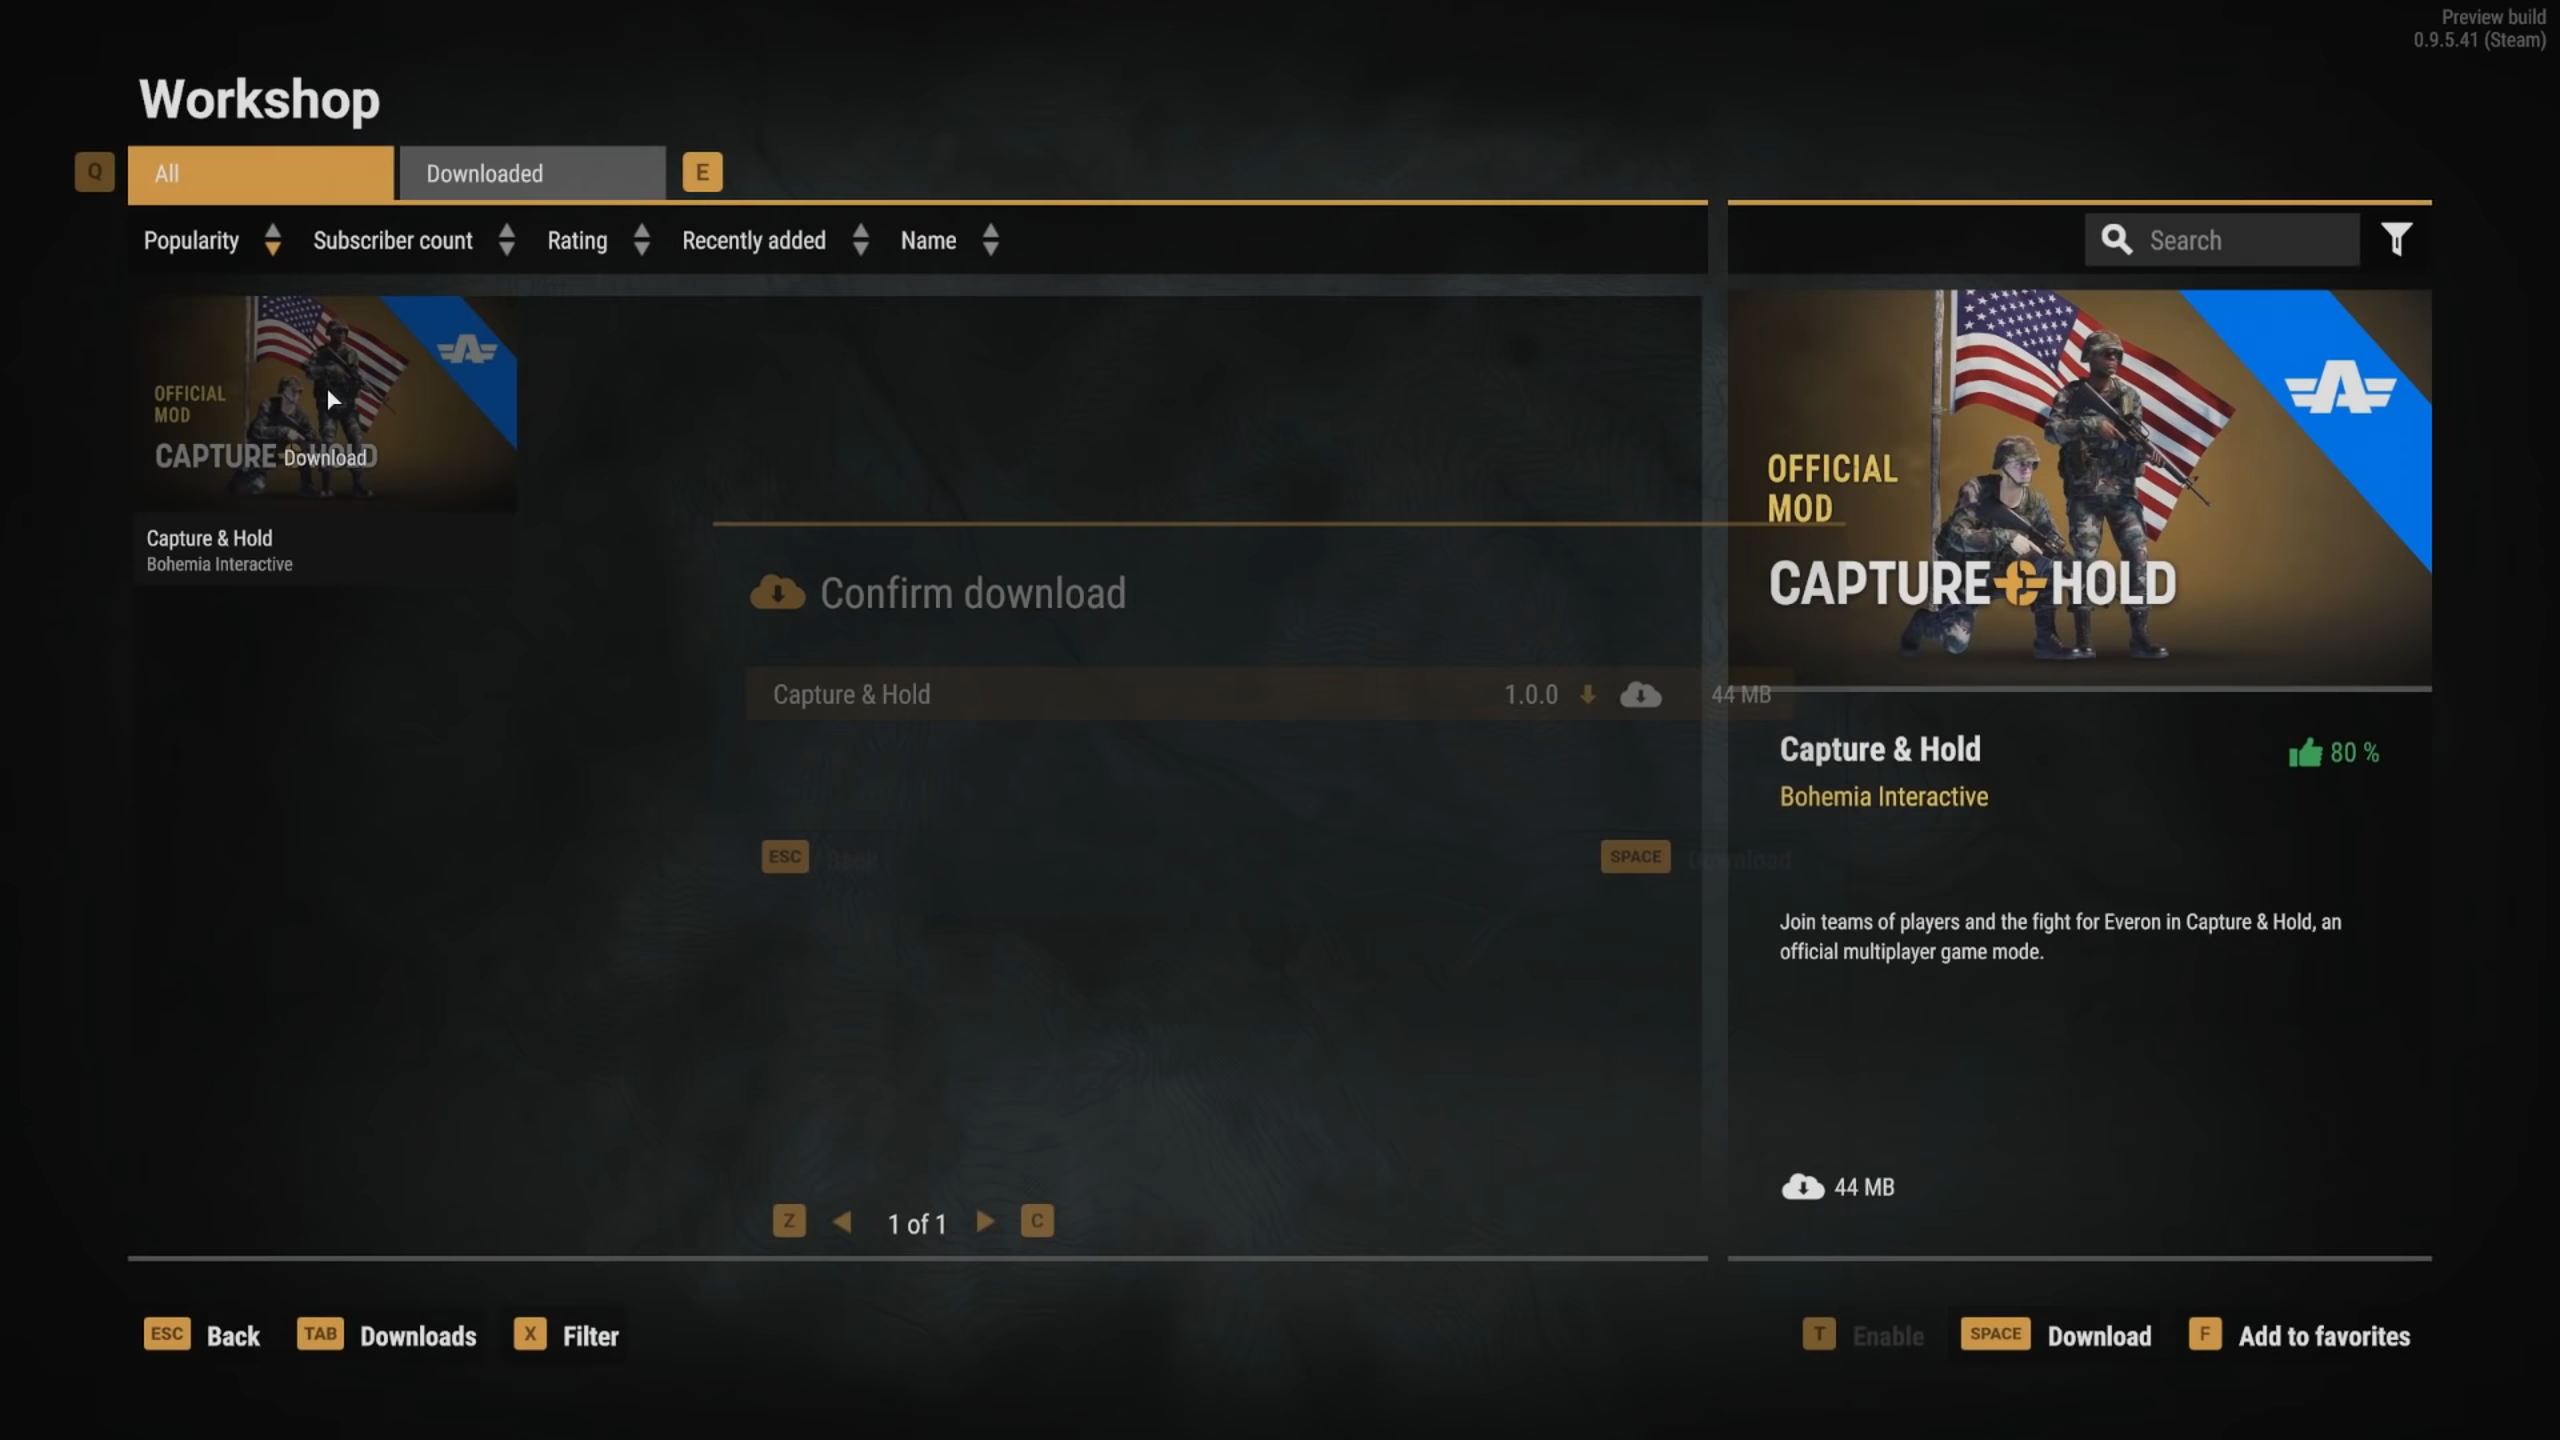 Preview build
0.9.5.41 (Steam)
Workshop
Q
All
Downloaded
E
Popularity
Subscriber count
Rating
Recently added
Name
Search
OFFICIAL
MOD
CAPTURE HOLD
Download
Capture & Hold
Bohemia Interactive
Confirm download
Capture & Hold
1.0.0
44 MB
ESC
Back
SPACE
Download
Z
1 of 1
C
OFFICIAL
MOD
CAPTURE HOLD
Capture & Hold
80 %
Bohemia Interactive
Join teams of players and the fight for Everon in Capture & Hold, an
official multiplayer game mode.
44 MB
ESC Back
TAB Downloads
X Filter
T Enable
SPACE Download
F Add to favorites